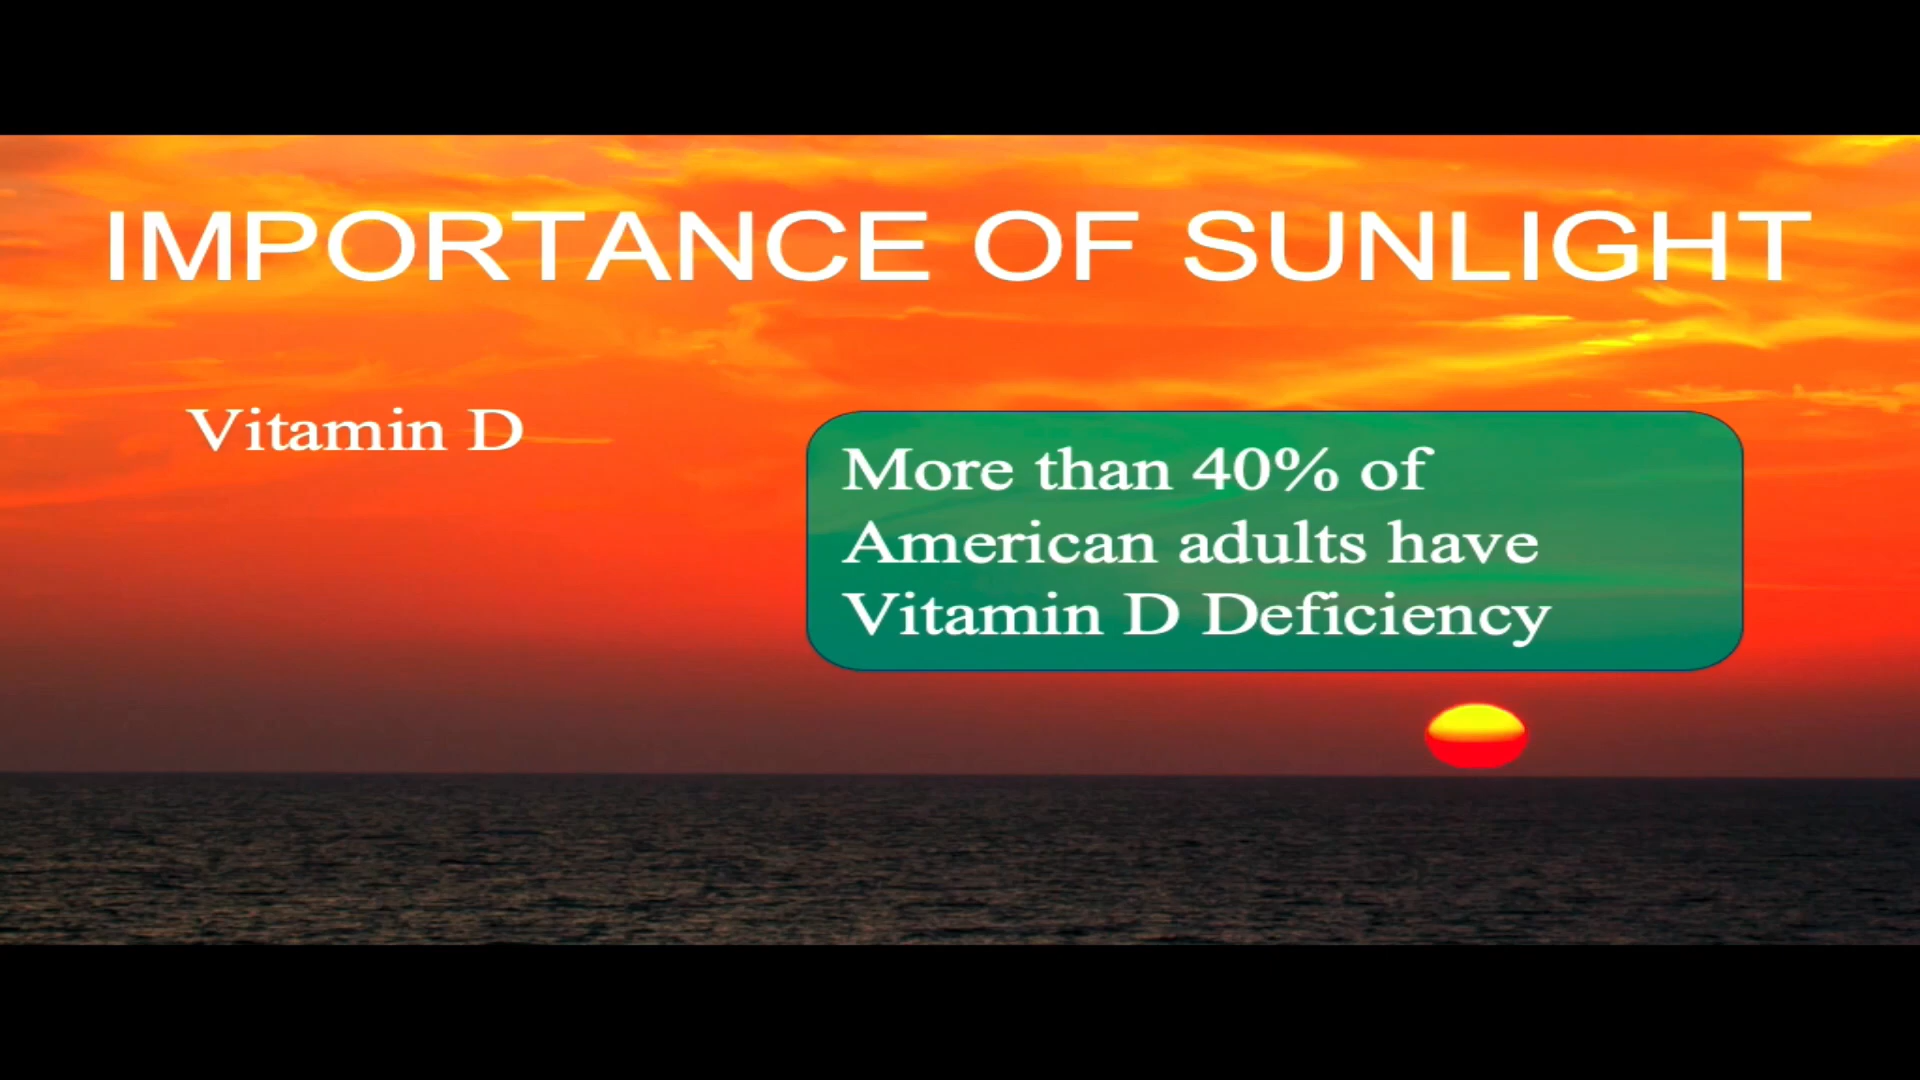 IMPORTANCE OF SUNLIGHT
Vitamin D
More than 40% of
American adults have
Vitamin D Deficiency